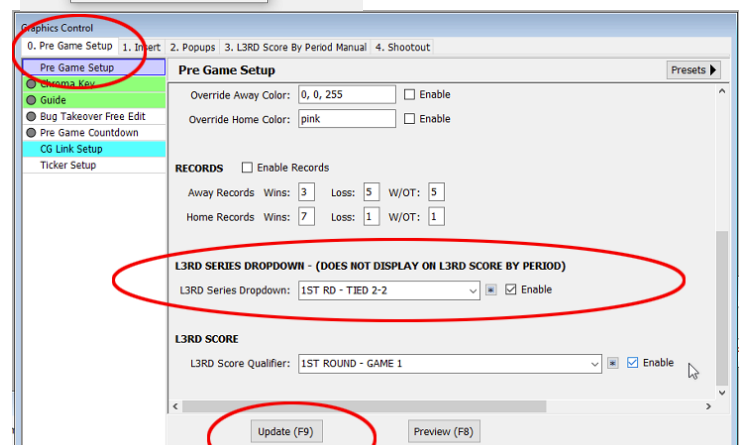 Graphics Control
0. Pre Game Setup 1. Insert 2. Popups 3. L3RD Score By Period Manual 4. Shootout
Pre Game Setup
Chroma Key
Guide
Bug Takeover Free Edit
Pre Game Countdown
CG Link Setup
Ticker Setup
Pre Game Setup Presets
Override Away Color: 0, 0, 255 Enable
Override Home Color: pink Enable
RECORDS Enable Records
Away Records Wins: 3 Loss: 5 W/OT: 5
Home Records Wins: 7 Loss: 1 W/OT: 1
L3RD SERIES DROPDOWN - (DOES NOT DISPLAY ON L3RD SCORE BY PERIOD)
L3RD Series Dropdown: 1ST RD - TIED 2-2 Enable
L3RD SCORE
L3RD Score Qualifier: 1ST ROUND - GAME 1 Enable
Update (F9) Preview (F8)